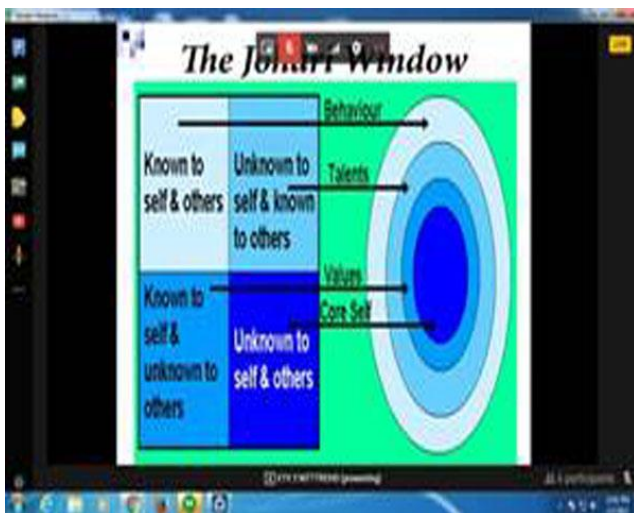 The Johari Window
Behaviour
Known to
self & others
Unknown to
self & known
to others
Talents
Values
Core Self
Known to
self &
unknown to
others
Unknown to
self & others